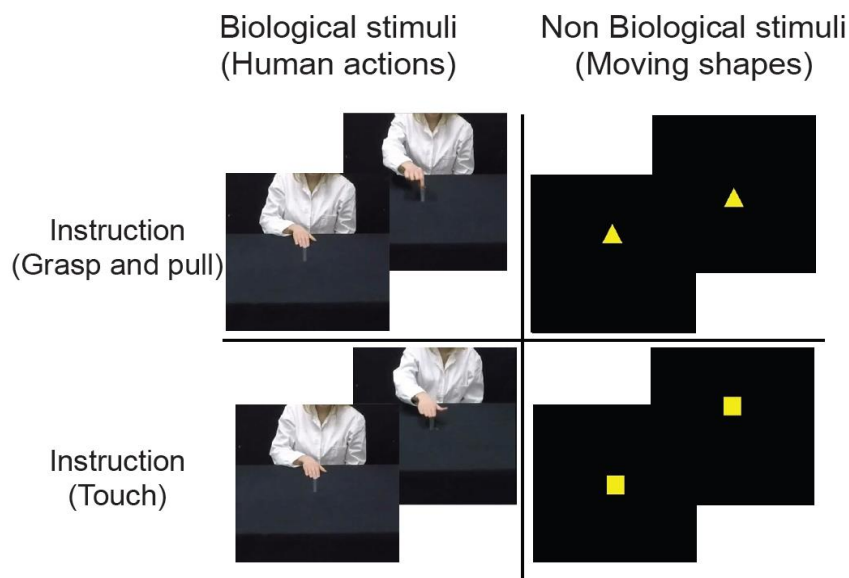 Biological stimuli
(Human actions)
Non Biological stimuli
(Moving shapes)
Instruction
(Grasp and pull)
Instruction
(Touch)